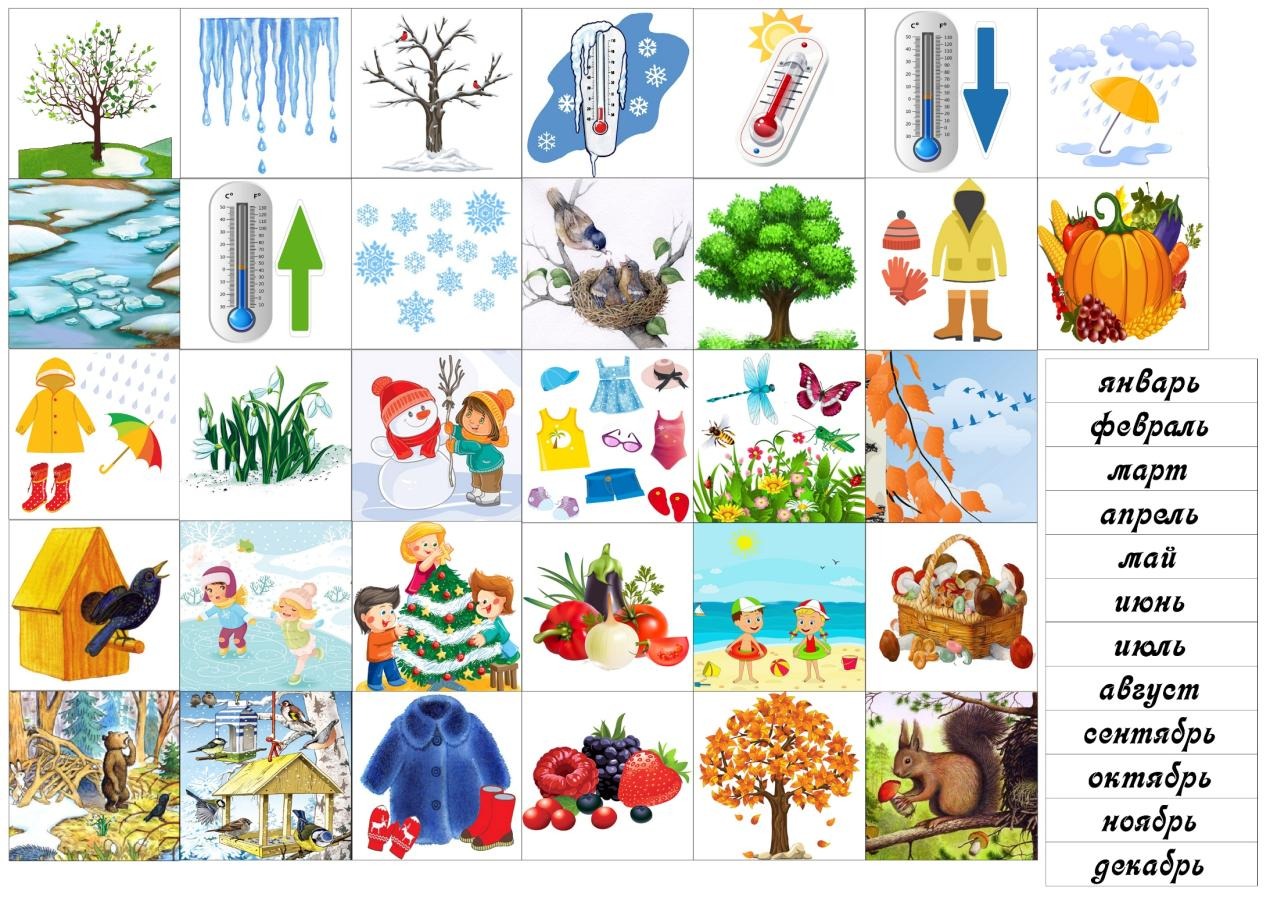 C° F°
C° F°
январь
февраль
март
апрель
май
июнь
июль
август
сентябрь
октябрь
ноябрь
декабрь